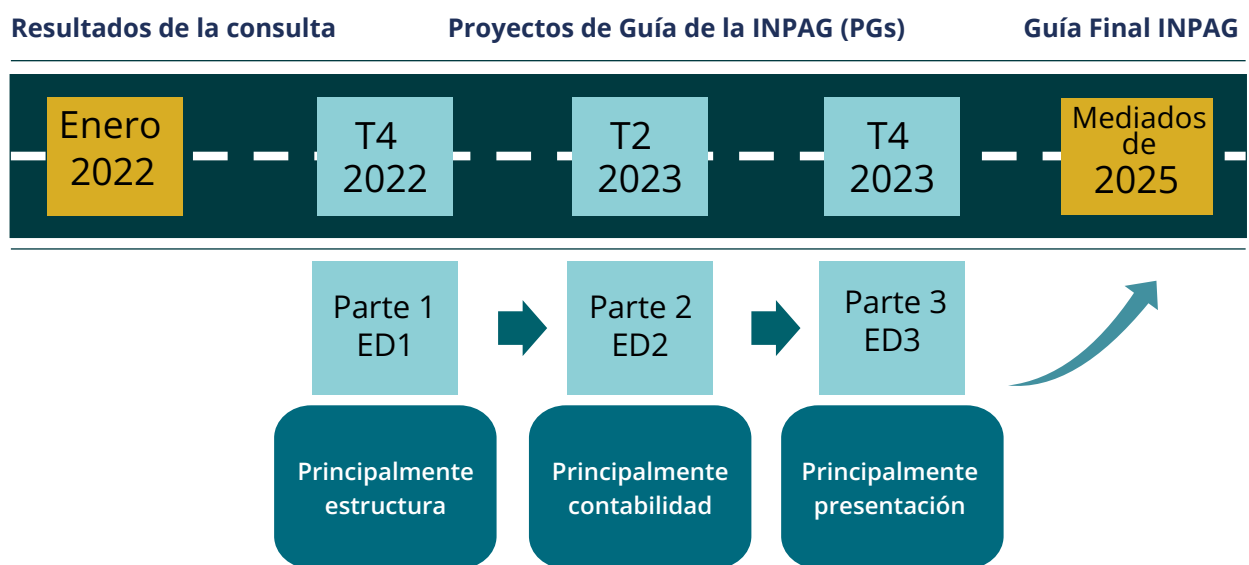 Resultados de la consulta
Proyectos de Guía de la INPAG (PGs)
Guía Final INPAG
Enero
2022
T4
2022
T2
2023
T4
2023
Mediados
de
2025
Parte 1
ED1
Parte 2
ED2
Parte 3
ED3
Principalmente
estructura
Principalmente
contabilidad
Principalmente
presentación